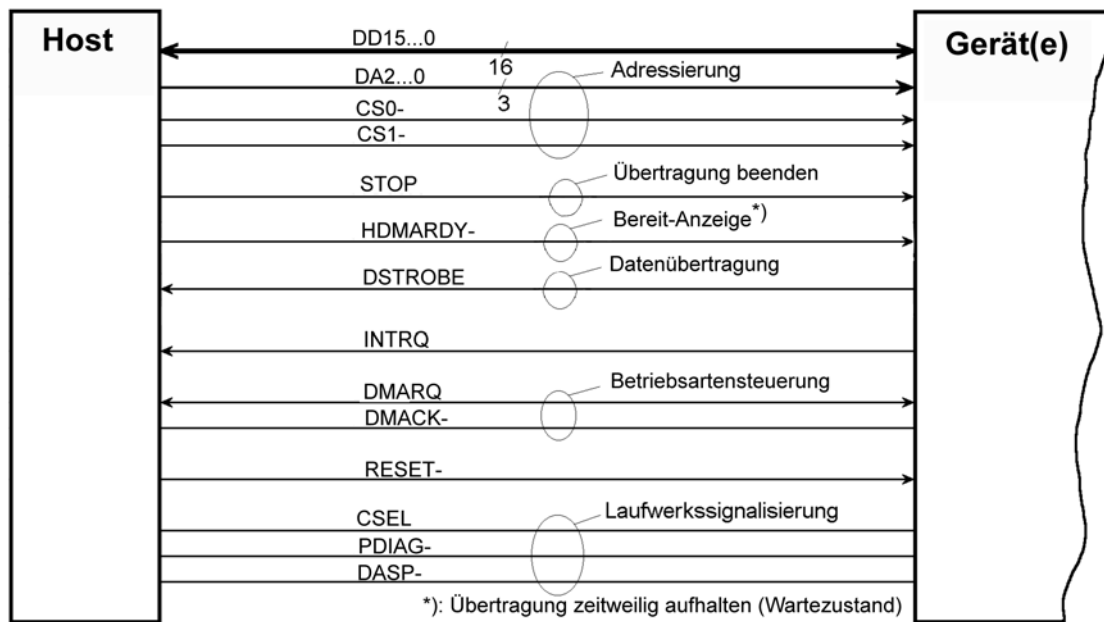 Host
Gerät(e)
DD15...0
16
Adressierung
DA2...0
3
CS0-
CS1-
Übertragung beenden
STOP
Bereit-Anzeige*)
HDMARDY-
Datenübertragung
DSTROBE
INTRQ
Betriebsartensteuerung
DMARQ
DMACK-
RESET-
Laufwerkssignalisierung
CSEL
PDIAG-
DASP-
*): Übertragung zeitweilig aufhalten (Wartezustand)